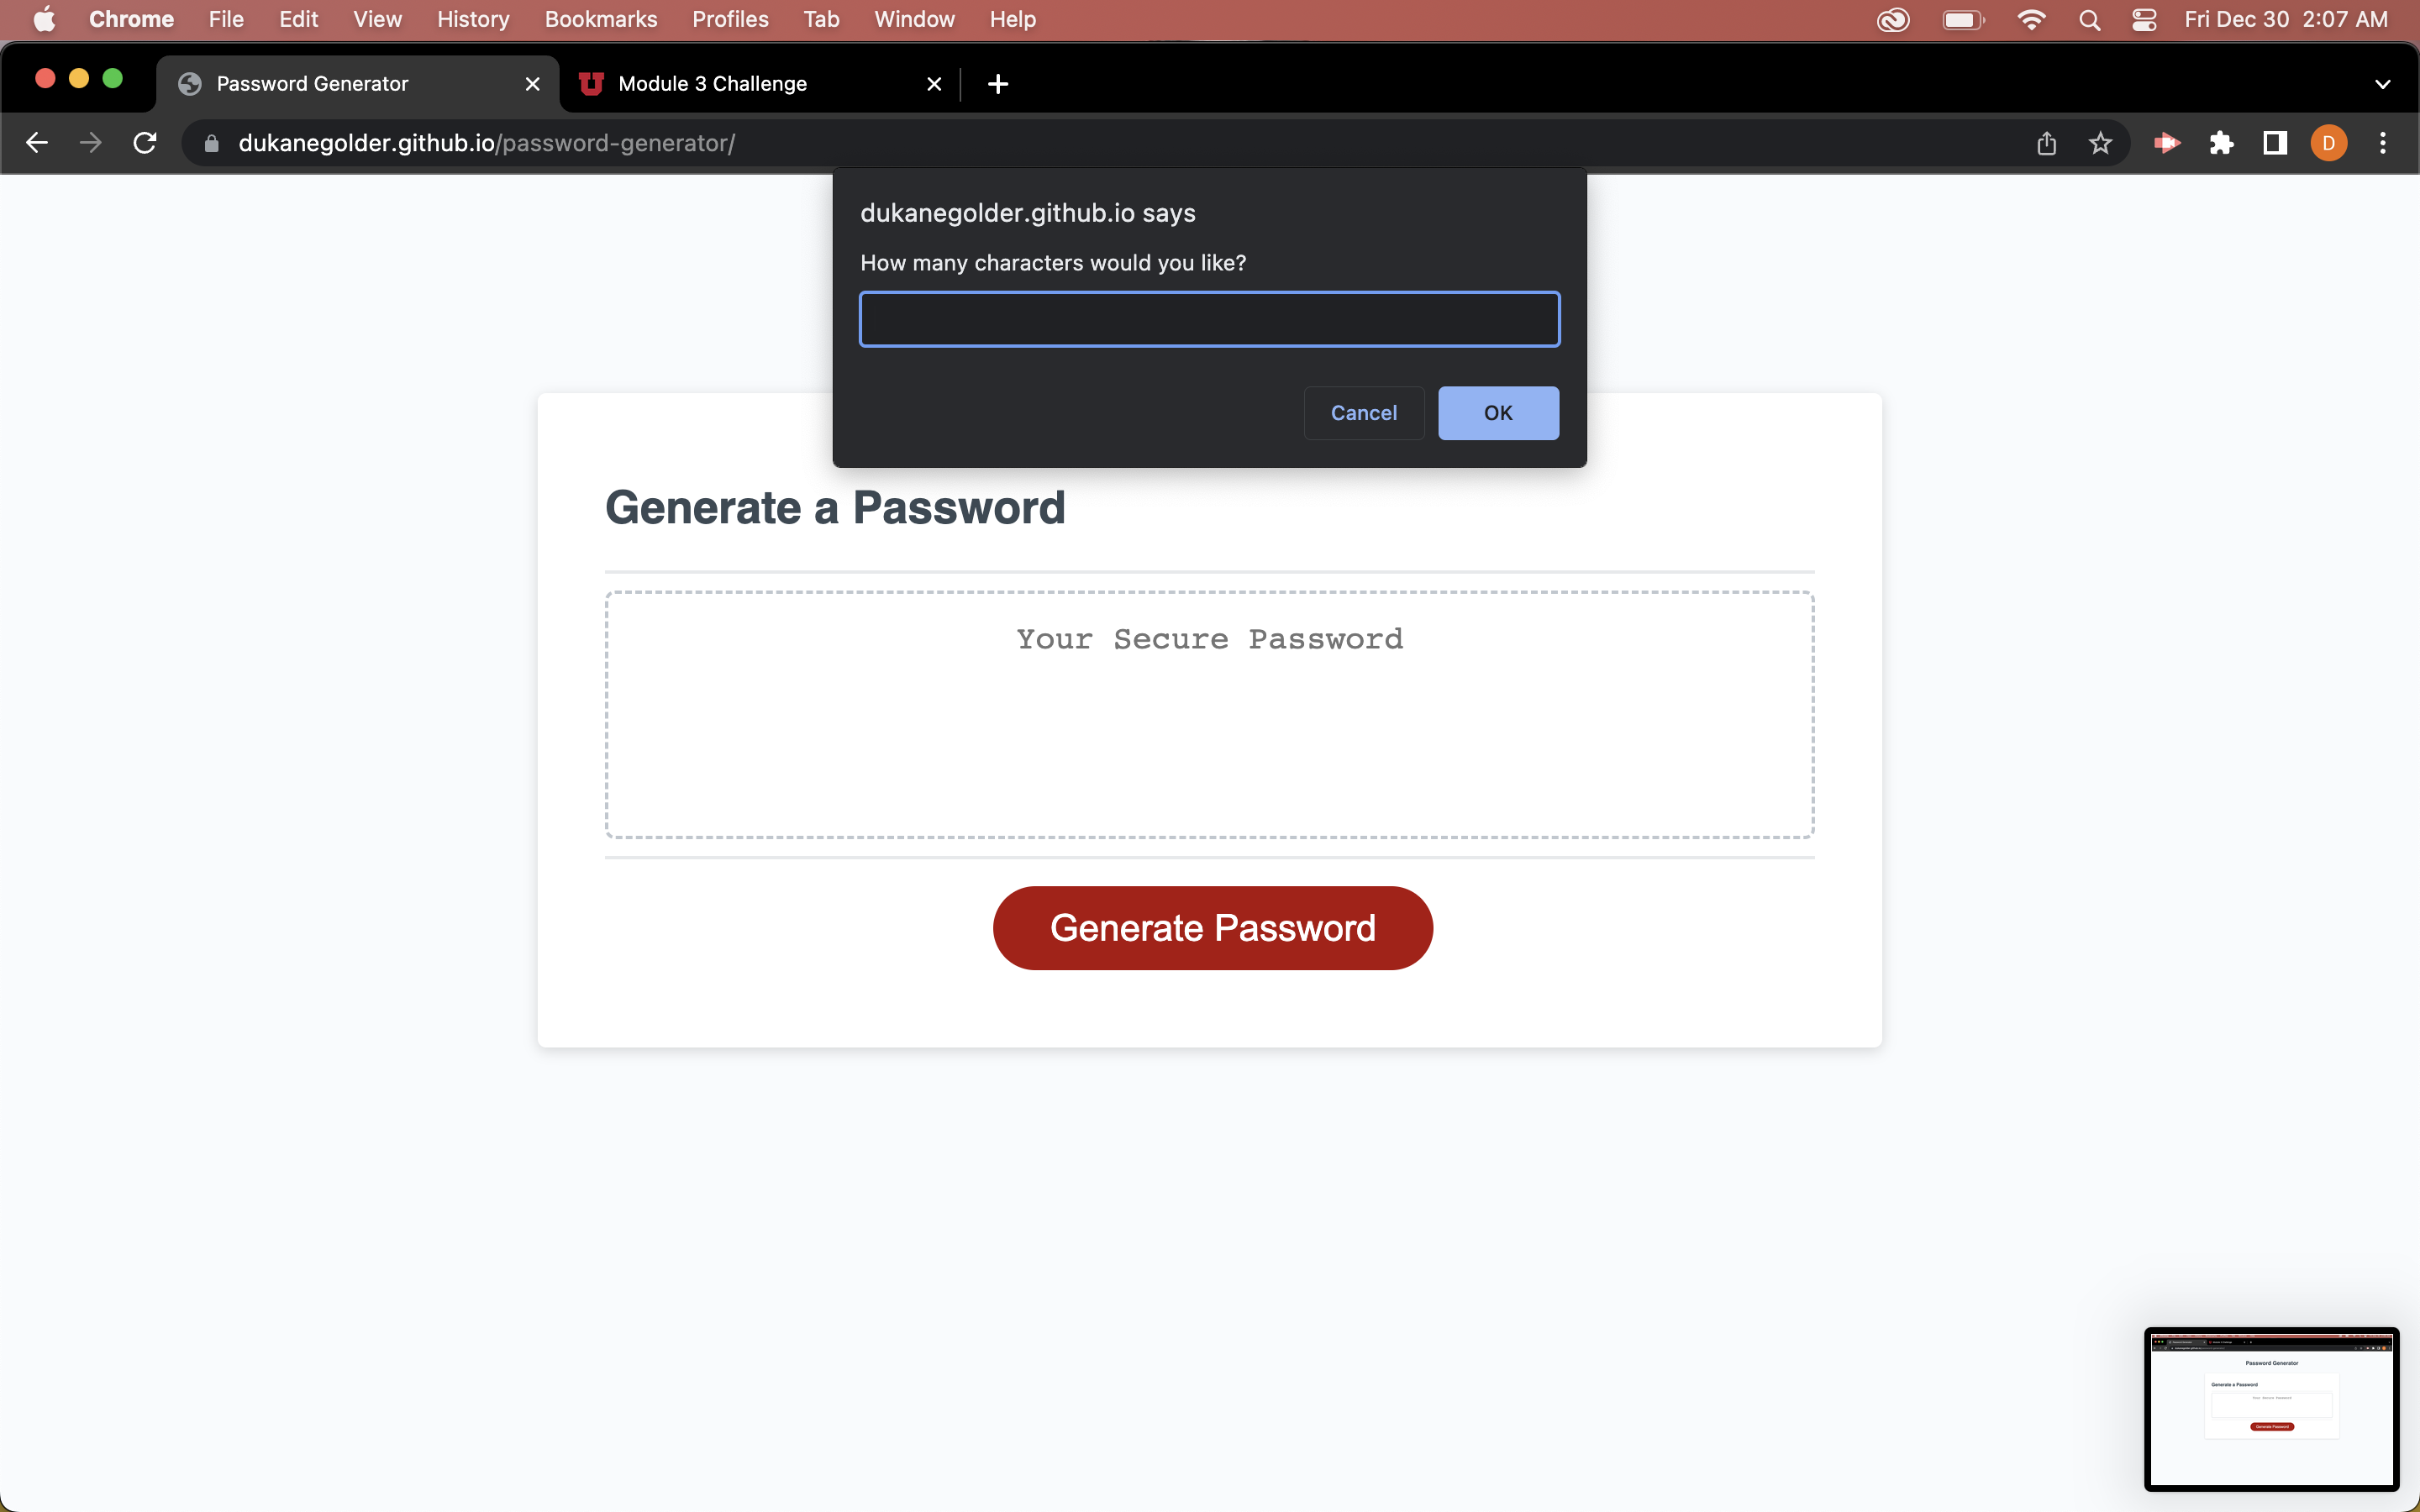 Chrome File Edit View History Bookmarks Profiles Tab Window Help Fri Dec 30 2:07 AM
Password Generator Module 3 Challenge
dukanegolder.github.io/password-generator/ D
dukanegolder.github.io says
How many characters would you like?
Cancel OK
Generate a Password
Your Secure Password
Generate Password
Password Generator
Generate a Password
Your Secure Password
Generate Password